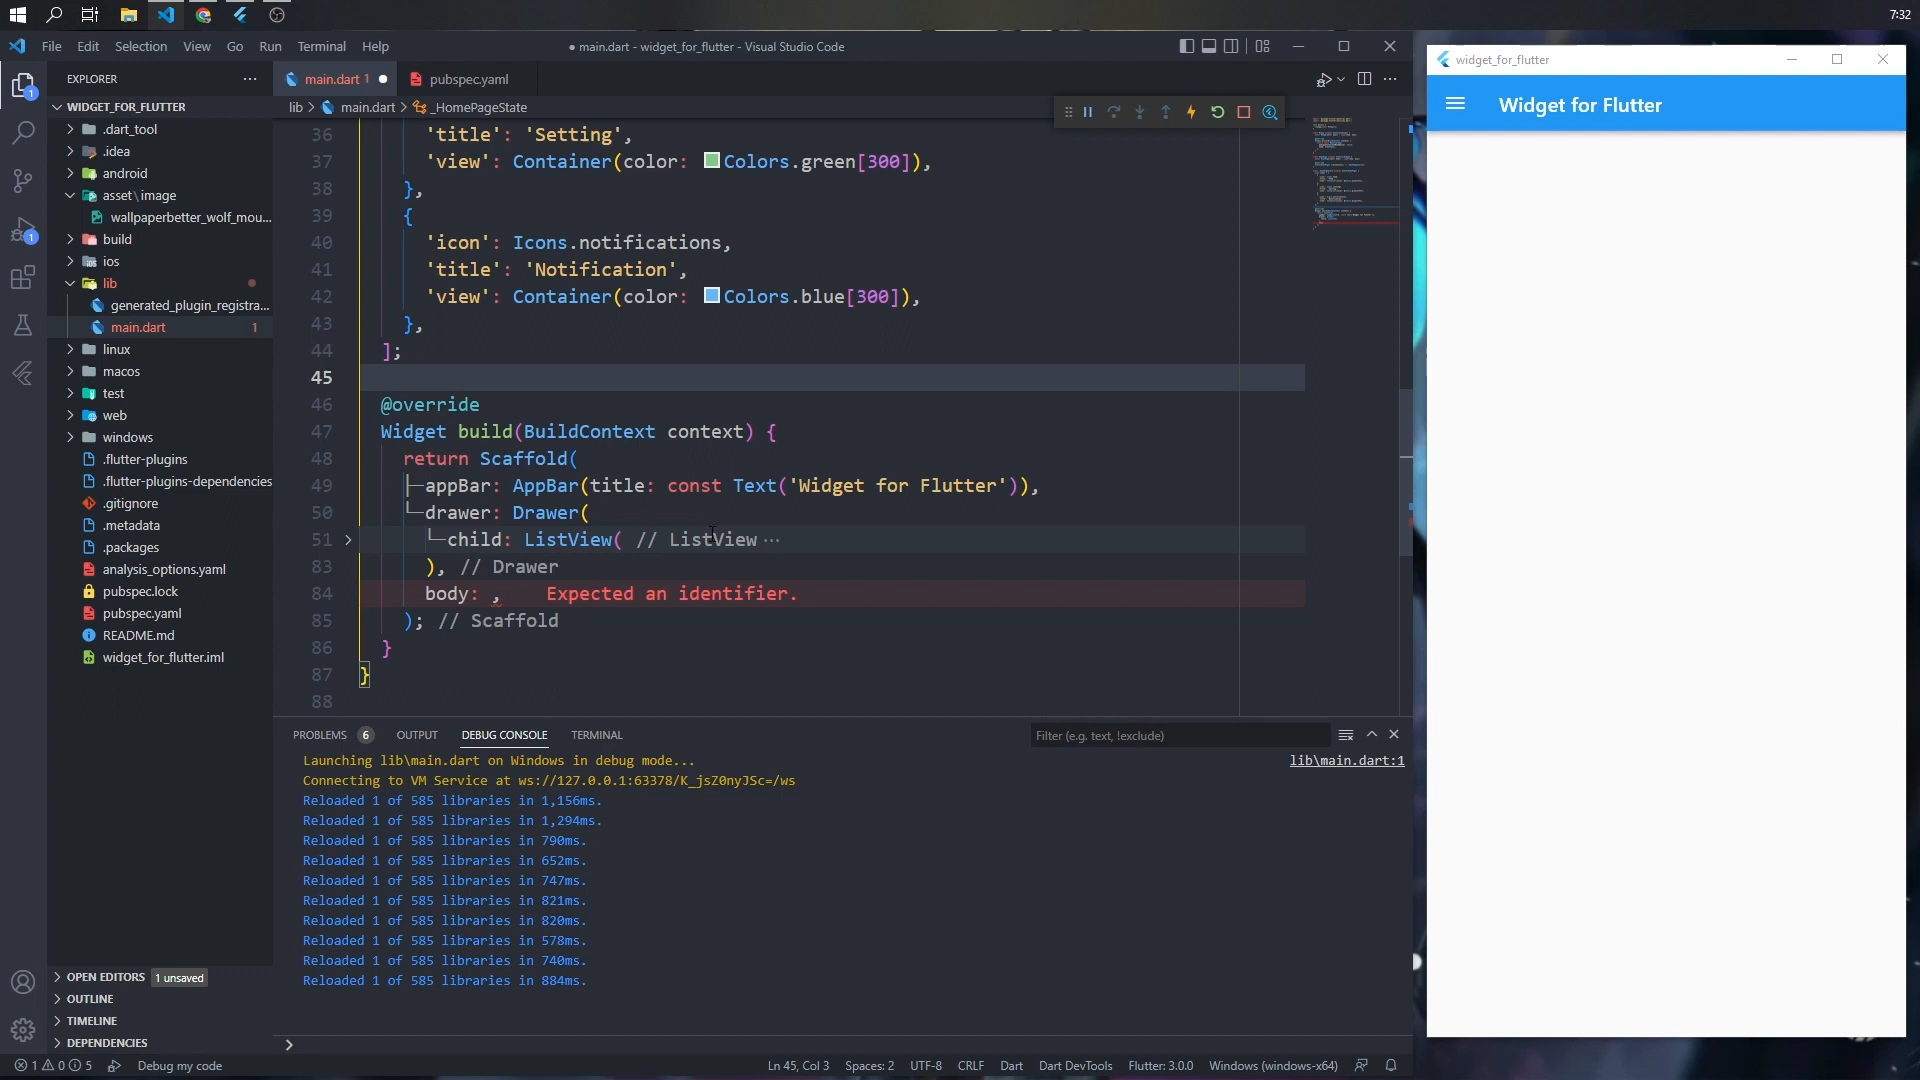 7:32
File Edit Selection View Go Run Terminal Help
● main.dart - widget_for_flutter - Visual Studio Code
widget_for_flutter
Widget for Flutter
EXPLORER
main.dart 1
pubspec.yaml
lib > main.dart > _HomePageState
WIDGET_FOR_FLUTTER
.dart_tool
.idea
android
asset\image
wallpaperbetter_wolf_mou...
build
ios
lib
generated_plugin_registra...
main.dart 1
linux
macos
test
web
windows
.flutter-plugins
.flutter-plugins-dependencies
.gitignore
.metadata
.packages
analysis_options.yaml
pubspec.lock
pubspec.yaml
README.md
widget_for_flutter.iml
OPEN EDITORS 1 unsaved
OUTLINE
TIMELINE
DEPENDENCIES
36 'title': 'Setting',
37 'view': Container(color: Colors.green[300]),
38 },
39 {
40 'icon': Icons.notifications,
41 'title': 'Notification',
42 'view': Container(color: Colors.blue[300]),
43 },
44 ];
45
46 @override
47 Widget build(BuildContext context) {
48 return Scaffold(
49 appBar: AppBar(title: const Text('Widget for Flutter')),
50 drawer: Drawer(
51 child: ListView( // ListView ···
83 ), // Drawer
84 body: , Expected an identifier.
85 ); // Scaffold
86 }
87 }
88
PROBLEMS 6 OUTPUT DEBUG CONSOLE TERMINAL
Filter (e.g. text, !exclude)
Launching lib\main.dart on Windows in debug mode...
lib\main.dart:1
Connecting to VM Service at ws://127.0.0.1:63378/K_jsZ0nyJSc=/ws
Reloaded 1 of 585 libraries in 1,156ms.
Reloaded 1 of 585 libraries in 1,294ms.
Reloaded 1 of 585 libraries in 790ms.
Reloaded 1 of 585 libraries in 652ms.
Reloaded 1 of 585 libraries in 747ms.
Reloaded 1 of 585 libraries in 821ms.
Reloaded 1 of 585 libraries in 820ms.
Reloaded 1 of 585 libraries in 578ms.
Reloaded 1 of 585 libraries in 740ms.
Reloaded 1 of 585 libraries in 884ms.
1 0 5 Debug my code
Ln 45, Col 3 Spaces: 2 UTF-8 CRLF Dart Dart DevTools Flutter: 3.0.0 Windows (windows-x64)